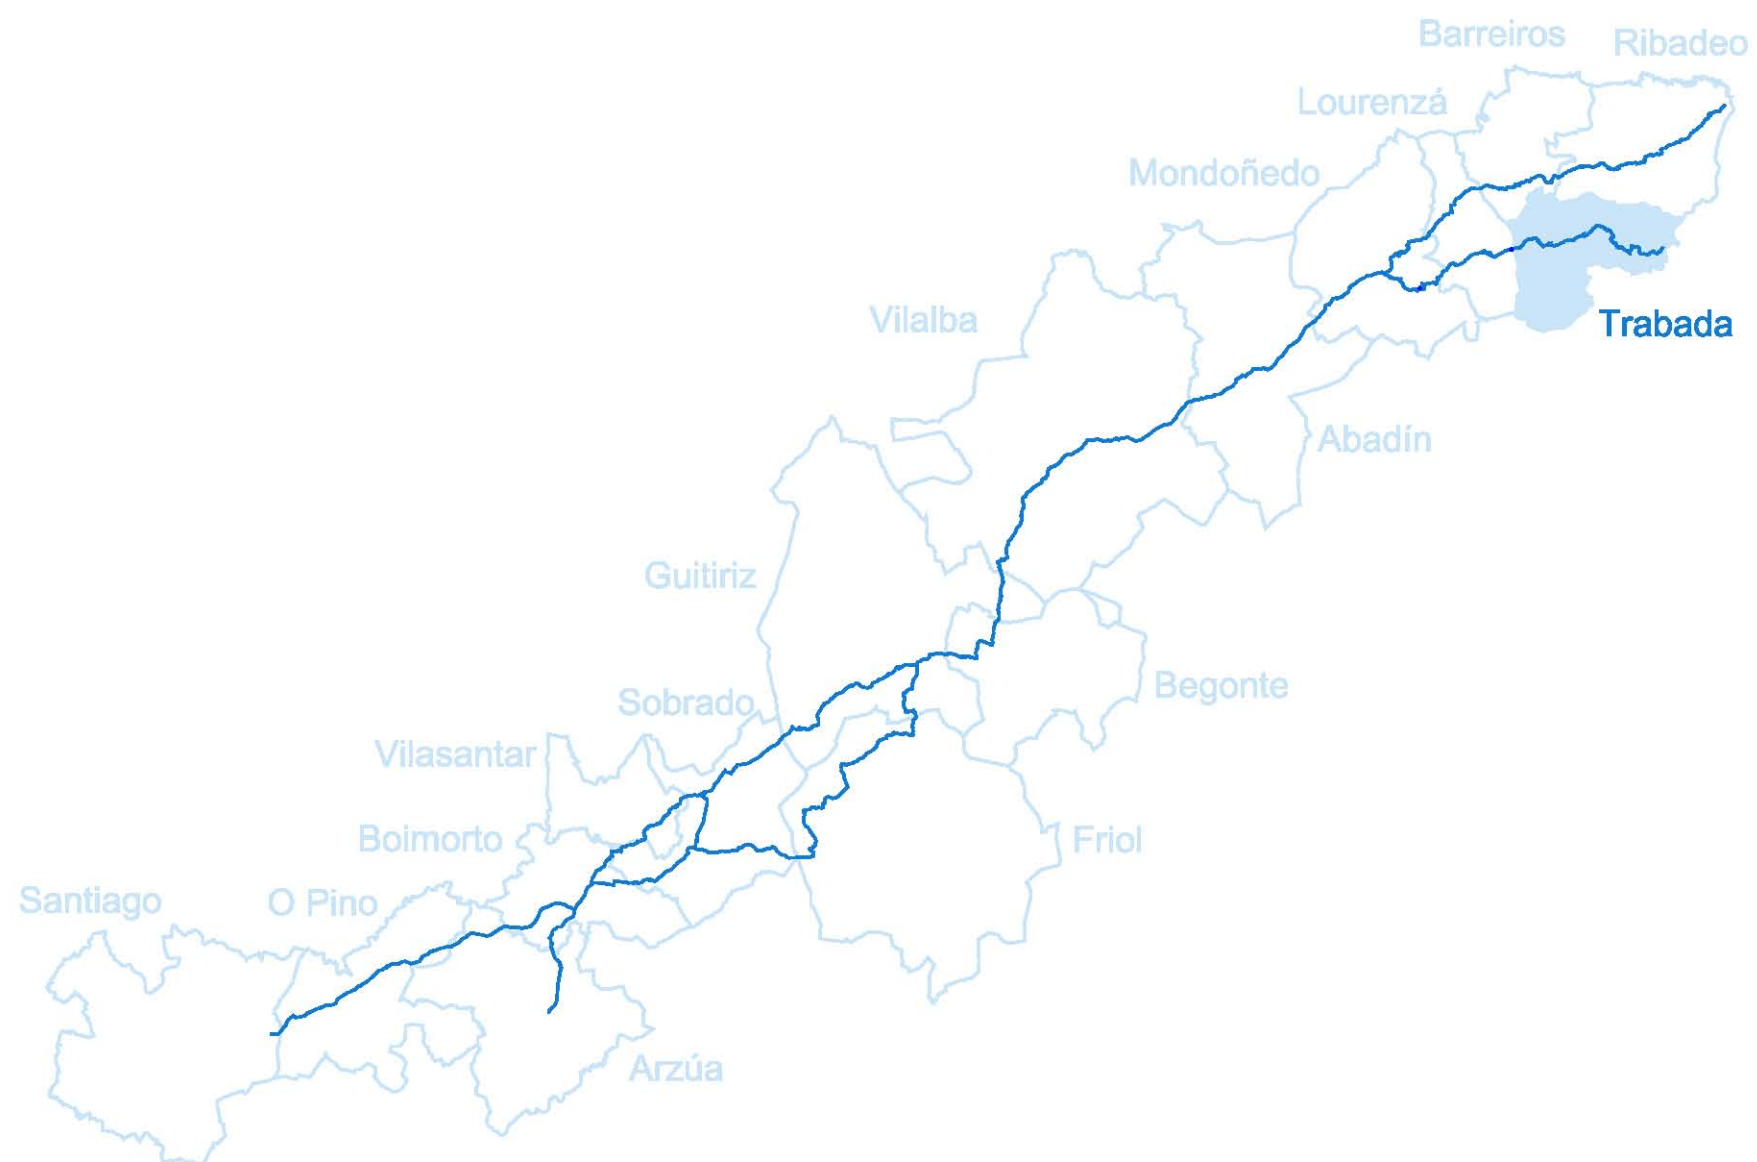 Barreiros
Ribadeo
Lourenzá
Mondoñedo
Vilalba
Trabada
Abadín
Guitiriz
Begonte
Sobrado
Vilasantar
Boimorto
Friol
Santiago
O Pino
Arzúa